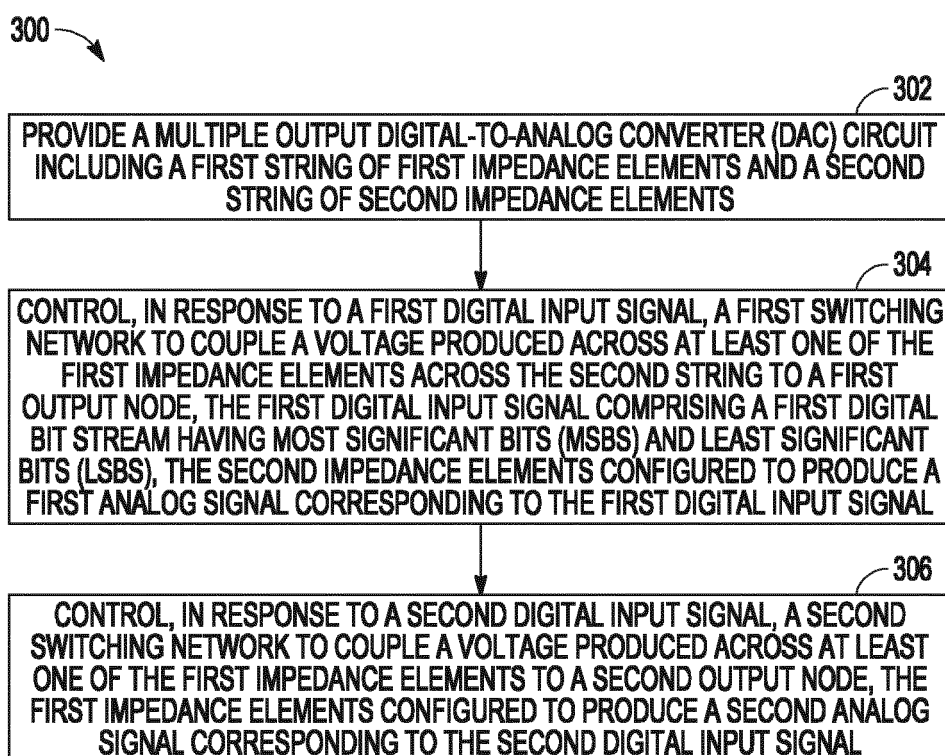 300
302
PROVIDE A MULTIPLE OUTPUT DIGITAL-TO-ANALOG CONVERTER (DAC) CIRCUIT
INCLUDING A FIRST STRING OF FIRST IMPEDANCE ELEMENTS AND A SECOND
STRING OF SECOND IMPEDANCE ELEMENTS
304
CONTROL, IN RESPONSE TO A FIRST DIGITAL INPUT SIGNAL, A FIRST SWITCHING
NETWORK TO COUPLE A VOLTAGE PRODUCED ACROSS AT LEAST ONE OF THE
FIRST IMPEDANCE ELEMENTS ACROSS THE SECOND STRING TO A FIRST
OUTPUT NODE, THE FIRST DIGITAL INPUT SIGNAL COMPRISING A FIRST DIGITAL
BIT STREAM HAVING MOST SIGNIFICANT BITS (MSBS) AND LEAST SIGNIFICANT
BITS (LSBS), THE SECOND IMPEDANCE ELEMENTS CONFIGURED TO PRODUCE A
FIRST ANALOG SIGNAL CORRESPONDING TO THE FIRST DIGITAL INPUT SIGNAL
306
CONTROL, IN RESPONSE TO A SECOND DIGITAL INPUT SIGNAL, A SECOND
SWITCHING NETWORK TO COUPLE A VOLTAGE PRODUCED ACROSS AT LEAST
ONE OF THE FIRST IMPEDANCE ELEMENTS TO A SECOND OUTPUT NODE, THE
FIRST IMPEDANCE ELEMENTS CONFIGURED TO PRODUCE A SECOND ANALOG
SIGNAL CORRESPONDING TO THE SECOND DIGITAL INPUT SIGNAL